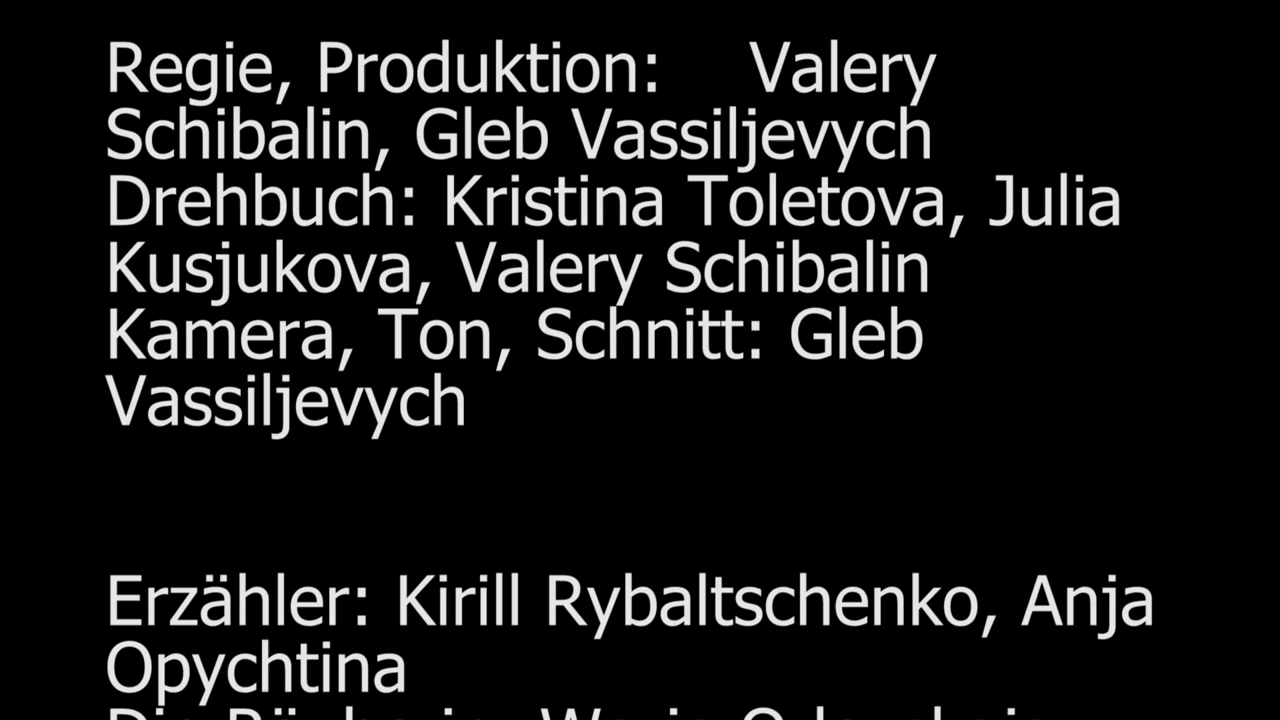 Regie, Produktion:    Valery
Schibalin, Gleb Vassiljevych
Drehbuch: Kristina Toletova, Julia
Kusjukova, Valery Schibalin
Kamera, Ton, Schnitt: Gleb
Vassiljevych
Erzähler: Kirill Rybaltschenko, Anja
Opychtina